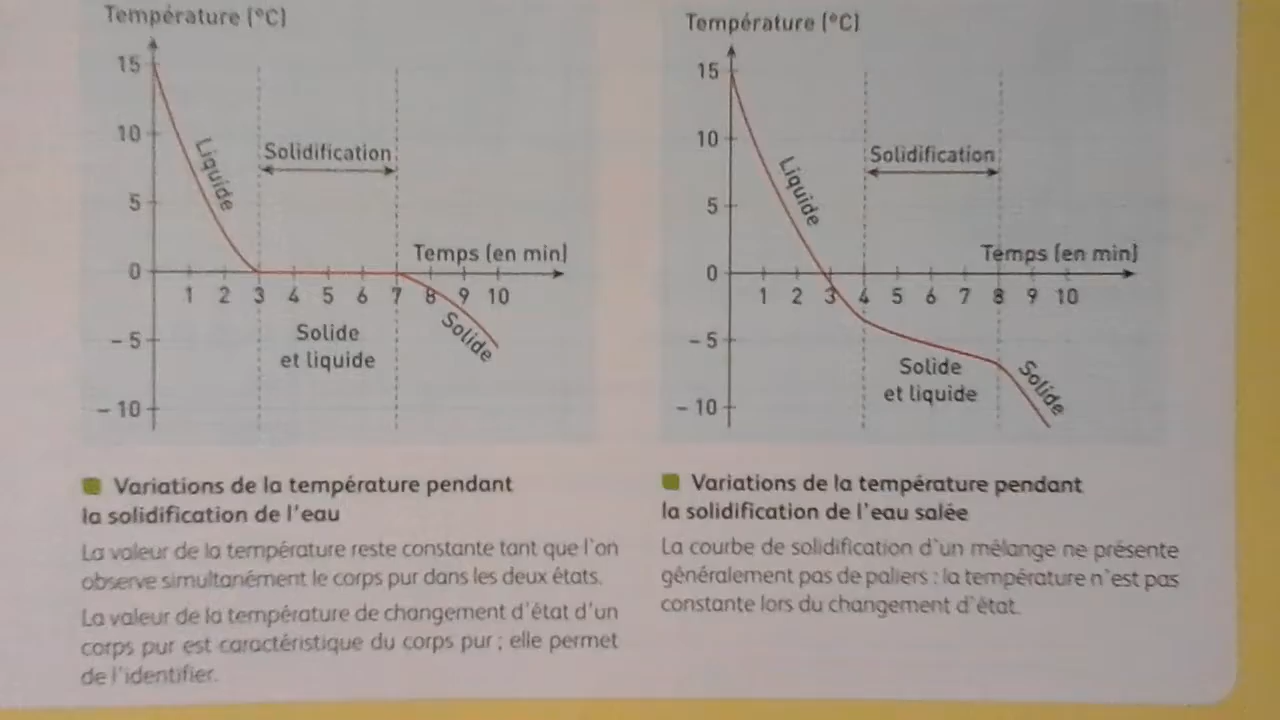 Température (°C)
15
10
5
0
– 5
– 10
Liquide
Solidification
Temps (en min)
1 2 3 4 5 6 7 8 9 10
Solide
et liquide
Solide
Température (°C)
15
10
5
0
– 5
– 10
Liquide
Solidification
Temps (en min)
1 2 3 4 5 6 7 8 9 10
Solide
et liquide
Solide
Variations de la température pendant
la solidification de l'eau
La valeur de la température reste constante tant que l'on
observe simultanément le corps pur dans les deux états.
La valeur de la température de changement d'état d'un
corps pur est caractéristique du corps pur ; elle permet
de l'identifier.
Variations de la température pendant
la solidification de l'eau salée
La courbe de solidification d'un mélange ne présente
généralement pas de paliers : la température n'est pas
constante lors du changement d'état.